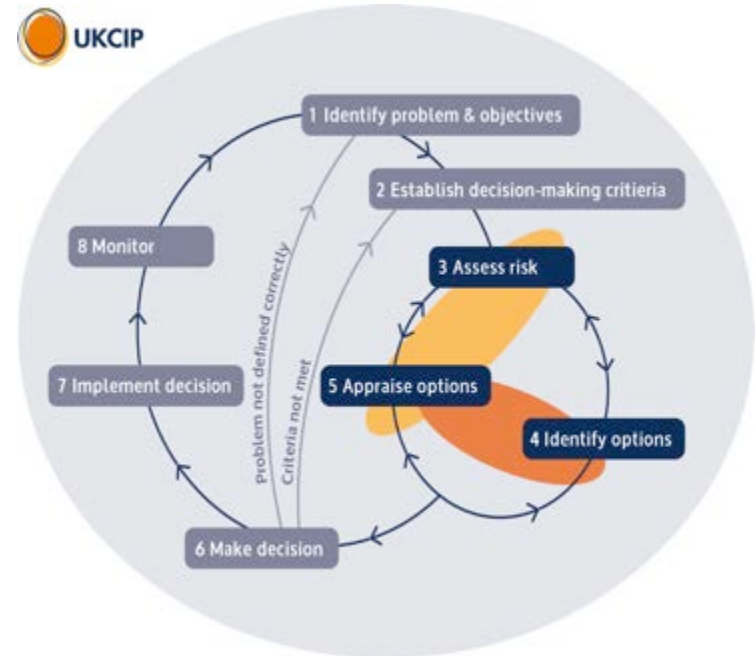 UKCIP
1 Identify problem & objectives
2 Establish decision-making critieria
3 Assess risk
4 Identify options
5 Appraise options
6 Make decision
7 Implement decision
8 Monitor
Problem not defined correctly
Criteria not met